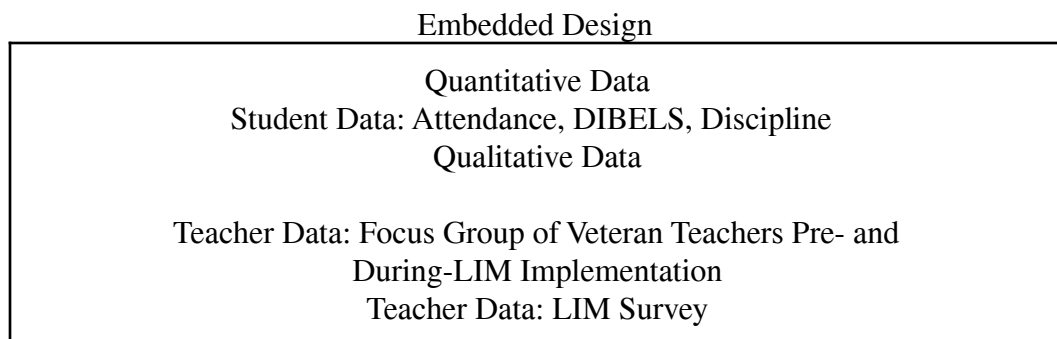 Embedded Design
Quantitative Data
Student Data: Attendance, DIBELS, Discipline
Qualitative Data
Teacher Data: Focus Group of Veteran Teachers Pre- and
During-LIM Implementation
Teacher Data: LIM Survey